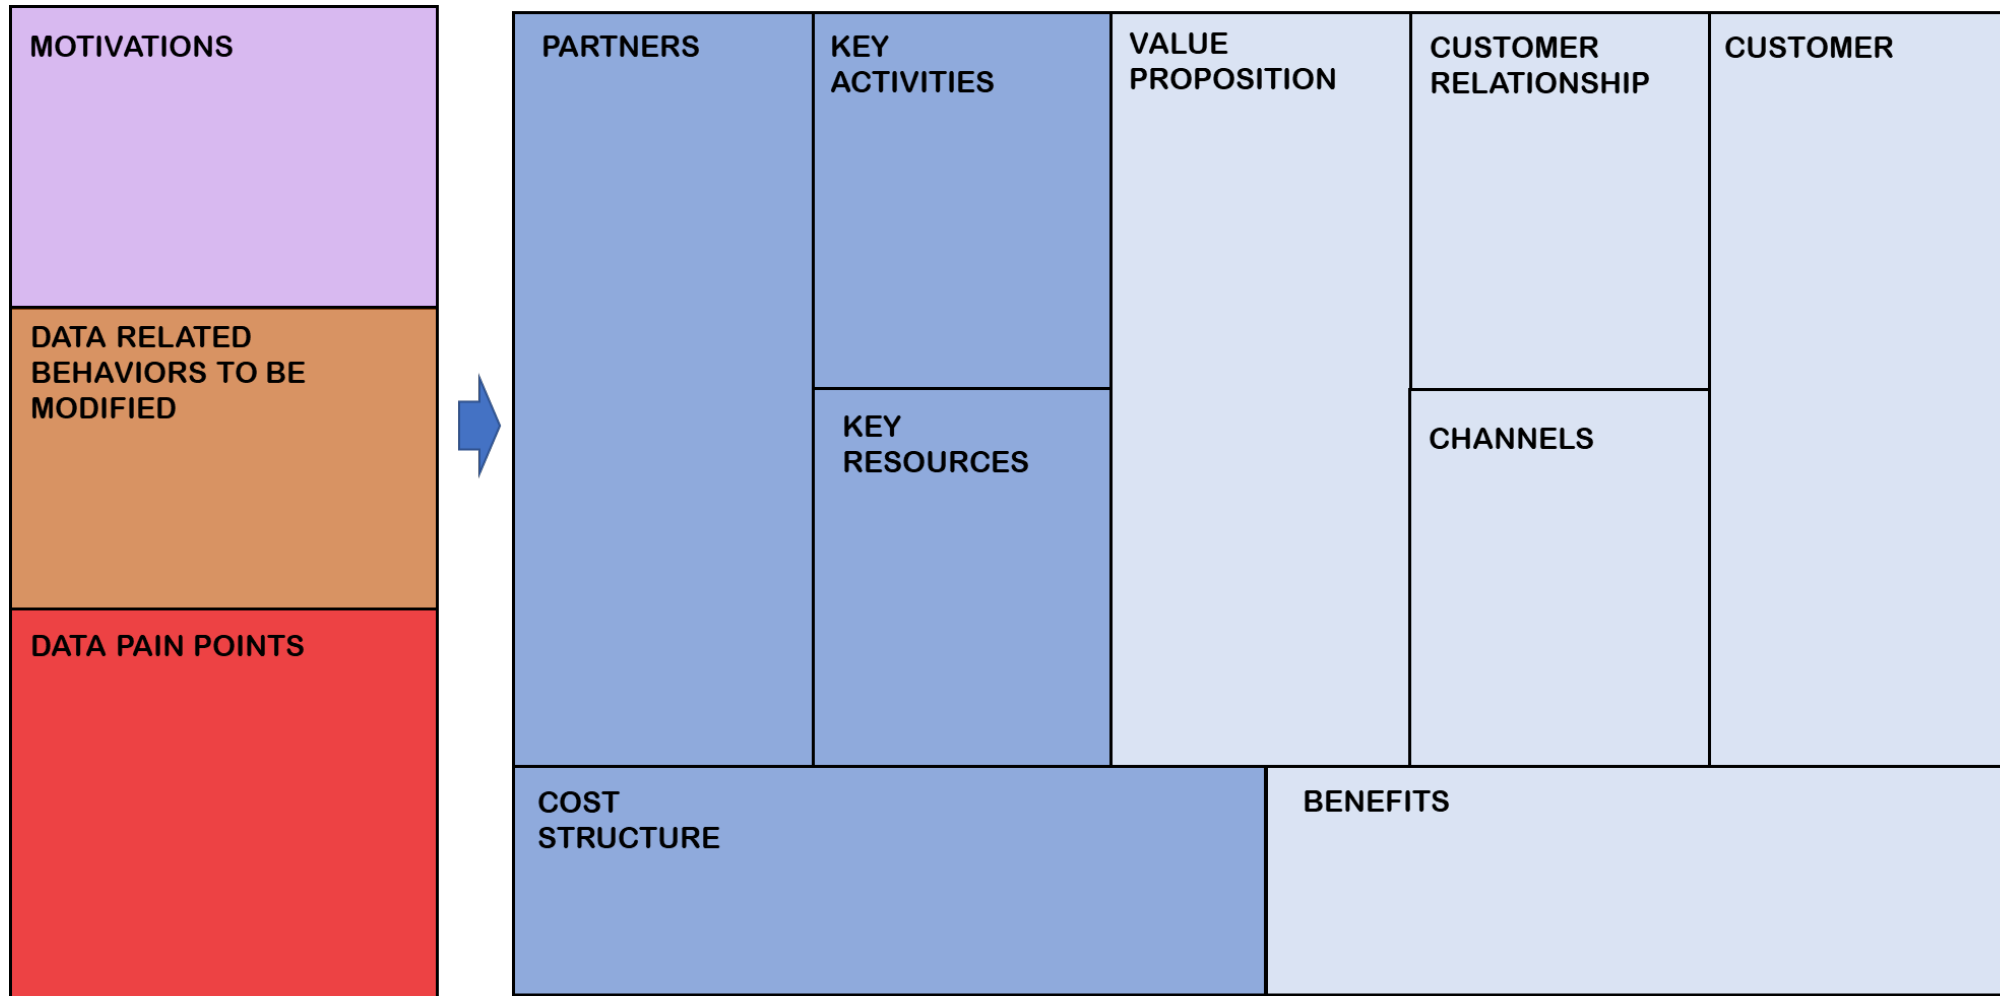 MOTIVATIONS
DATA RELATED
BEHAVIORS TO BE
MODIFIED
DATA PAIN POINTS
PARTNERS
KEY
ACTIVITIES
KEY
RESOURCES
VALUE
PROPOSITION
CUSTOMER
RELATIONSHIP
CHANNELS
CUSTOMER
COST
STRUCTURE
BENEFITS